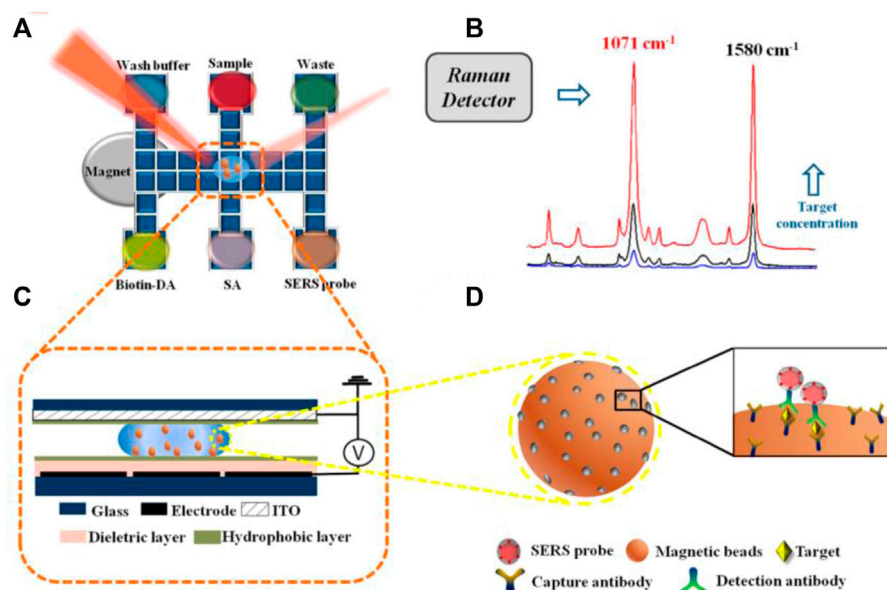 A
Wash buffer Sample Waste
Magnet
Biotin-DA SA SERS probe
B
Raman
Detector
1071 cm-1 1580 cm-1
Target
concentration
C
V
Glass Electrode ITO
Dieletric layer Hydrophobic layer
D
SERS probe Magnetic beads Target
Capture antibody Detection antibody